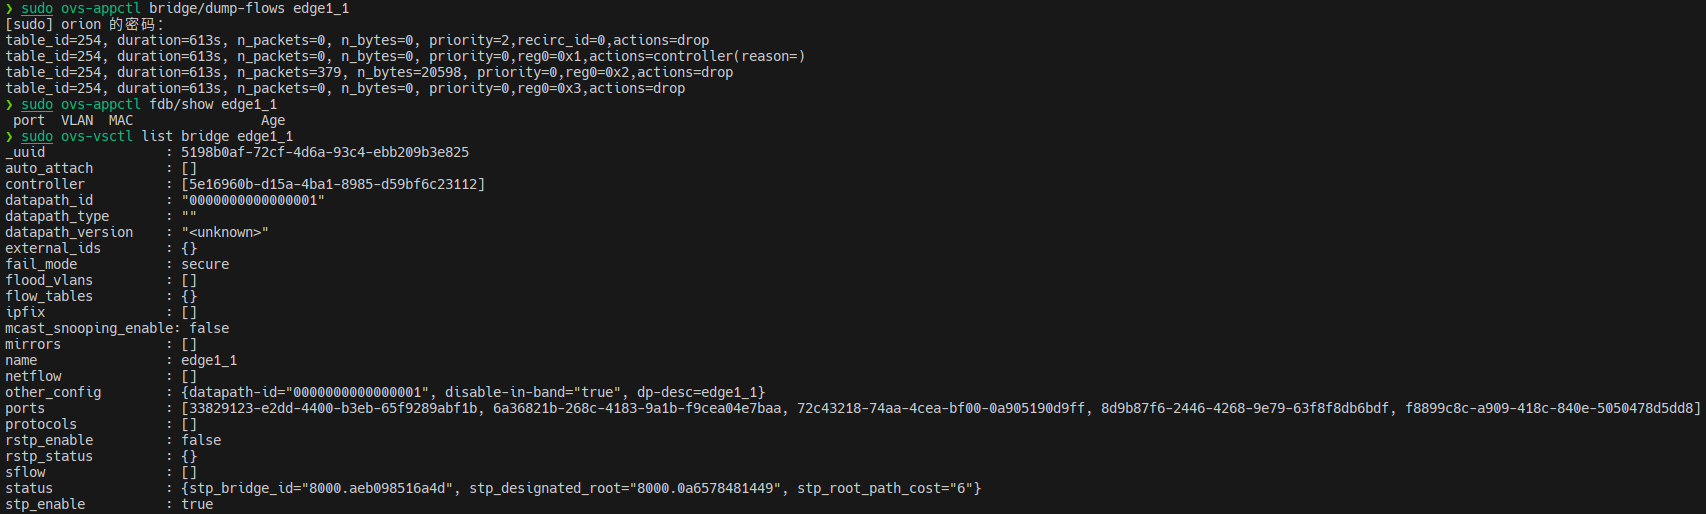 ❯ sudo ovs-appctl bridge/dump-flows edge1_1
[sudo] orion 的密码：
table_id=254, duration=613s, n_packets=0, n_bytes=0, priority=2,recirc_id=0,actions=drop
table_id=254, duration=613s, n_packets=0, n_bytes=0, priority=0,reg0=0x1,actions=controller(reason=)
table_id=254, duration=613s, n_packets=379, n_bytes=20598, priority=0,reg0=0x2,actions=drop
table_id=254, duration=613s, n_packets=0, n_bytes=0, priority=0,reg0=0x3,actions=drop
❯ sudo ovs-appctl fdb/show edge1_1
 port  VLAN  MAC                Age
❯ sudo ovs-vsctl list bridge edge1_1
_uuid               : 5198b0af-72cf-4d6a-93c4-ebb209b3e825
auto_attach         : []
controller          : [5e16960b-d15a-4ba1-8985-d59bf6c23112]
datapath_id         : "0000000000000001"
datapath_type       : ""
datapath_version    : "<unknown>"
external_ids        : {}
fail_mode           : secure
flood_vlans         : []
flow_tables         : {}
ipfix               : []
mcast_snooping_enable: false
mirrors             : []
name                : edge1_1
netflow             : []
other_config        : {datapath-id="0000000000000001", disable-in-band="true", dp-desc=edge1_1}
ports               : [33829123-e2dd-4400-b3eb-65f9289abf1b, 6a36821b-268c-4183-9a1b-f9cea04e7baa, 72c43218-74aa-4cea-bf00-0a905190d9ff, 8d9b87f6-2446-4268-9e79-63f8f8db6bdf, f8899c8c-a909-418c-840e-5050478d5dd8]
protocols           : []
rstp_enable         : false
rstp_status         : {}
sflow               : []
status              : {stp_bridge_id="8000.aeb098516a4d", stp_designated_root="8000.0a6578481449", stp_root_path_cost="6"}
stp_enable          : true